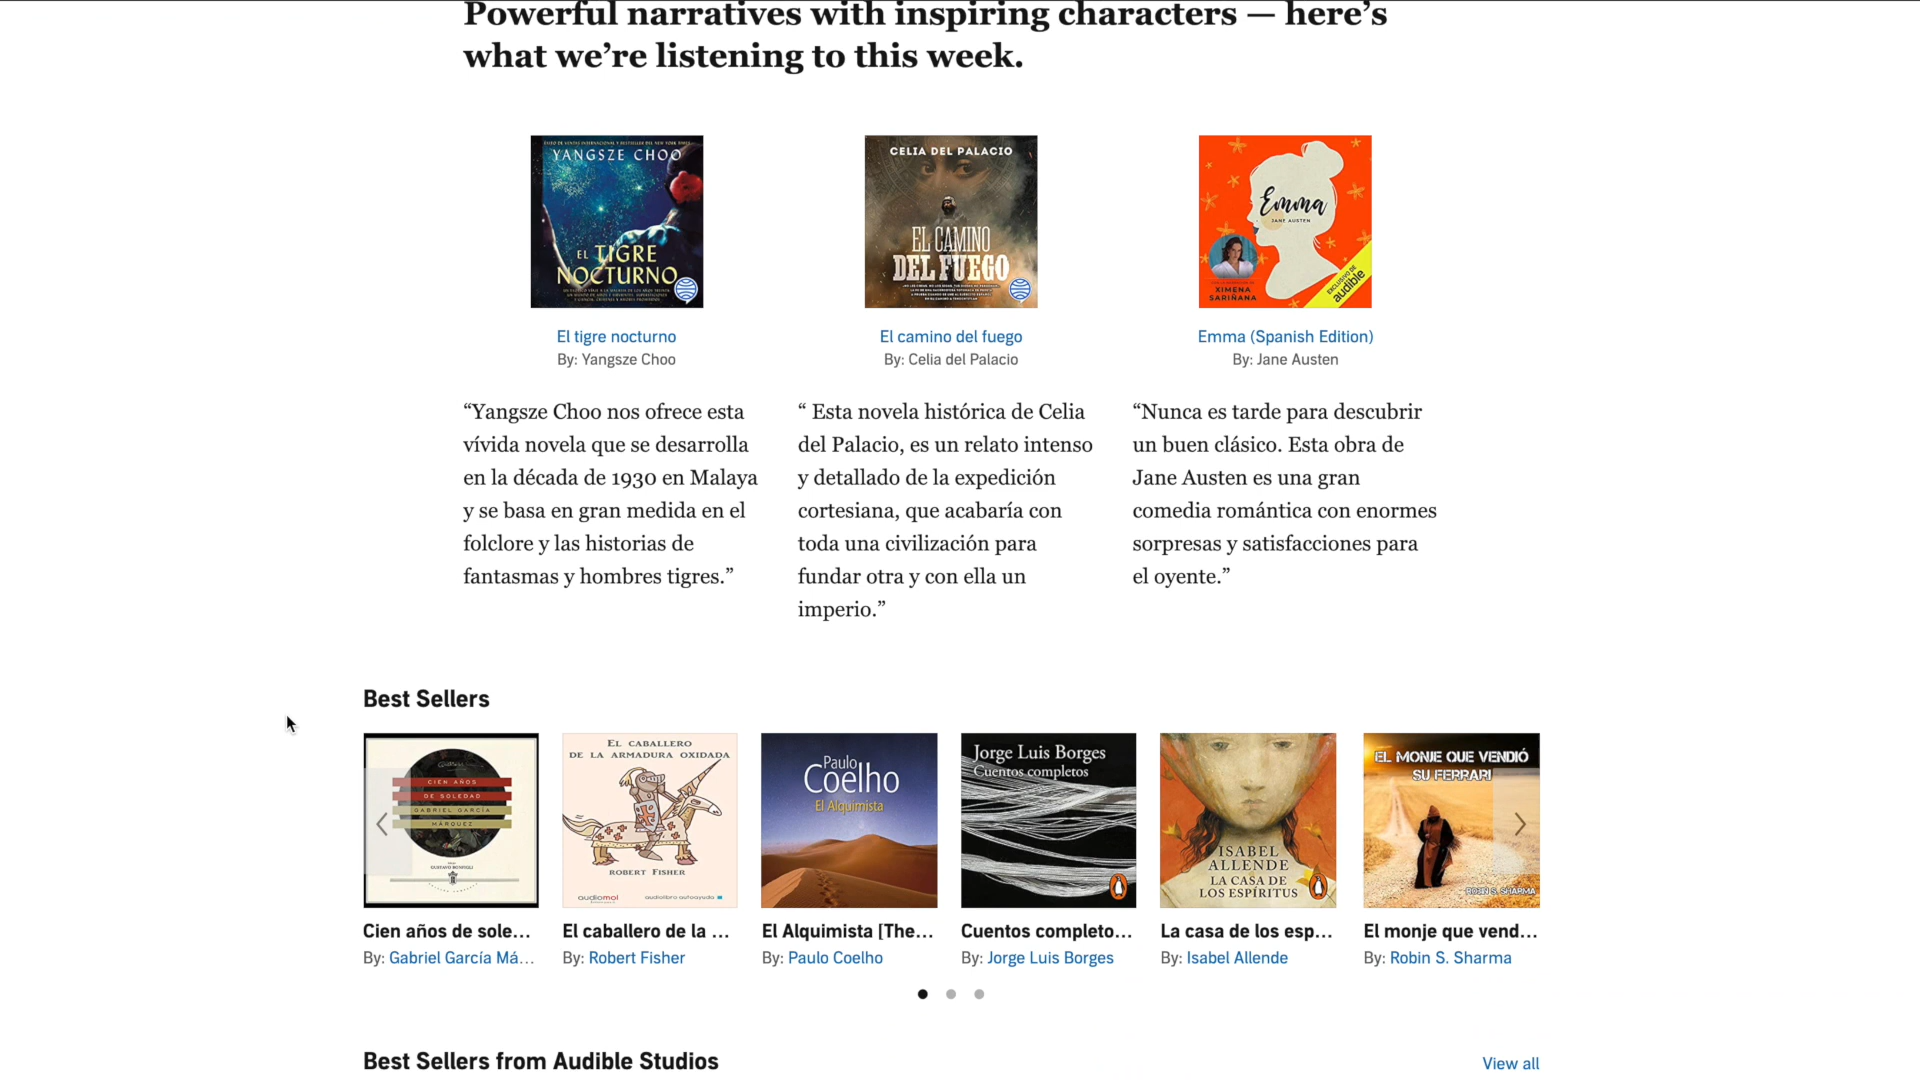 Powerful narratives with inspiring characters — here’s
what we’re listening to this week.
YANGSZE CHOO
EL TIGRE
NOCTURNO
CELIA DEL PALACIO
EL CAMINO
DEL FUEGO
Emma
JANE AUSTEN
XIMENA
SARIÑANA
EXCLUSIVO DE
audible
El tigre nocturno
By: Yangsze Choo
El camino del fuego
By: Celia del Palacio
Emma (Spanish Edition)
By: Jane Austen
“Yangsze Choo nos ofrece esta
vívida novela que se desarrolla
en la década de 1930 en Malaya
y se basa en gran medida en el
folclore y las historias de
fantasmas y hombres tigres.”
“ Esta novela histórica de Celia
del Palacio, es un relato intenso
y detallado de la expedición
cortesiana, que acabaría con
toda una civilización para
fundar otra y con ella un
imperio.”
“Nunca es tarde para descubrir
un buen clásico. Esta obra de
Jane Austen es una gran
comedia romántica con enormes
sorpresas y satisfacciones para
el oyente.”
Best Sellers
CIEN AÑOS
DE SOLEDAD
GABRIEL GARCÍA
MÁRQUEZ
EL CABALLERO
DE LA ARMADURA OXIDADA
ROBERT FISHER
audiomol
audiolibro autoayuda
Paulo
Coelho
El Alquimista
Jorge Luis Borges
Cuentos completos
ISABEL
ALLENDE
LA CASA DE
LOS ESPÍRITUS
EL MONJE QUE VENDIÓ
SU FERRARI
ROBIN S. SHARMA
Cien años de sole...
By: Gabriel García Má...
El caballero de la ...
By: Robert Fisher
El Alquimista [The...
By: Paulo Coelho
Cuentos completo...
By: Jorge Luis Borges
La casa de los esp...
By: Isabel Allende
El monje que vend...
By: Robin S. Sharma
Best Sellers from Audible Studios
View all